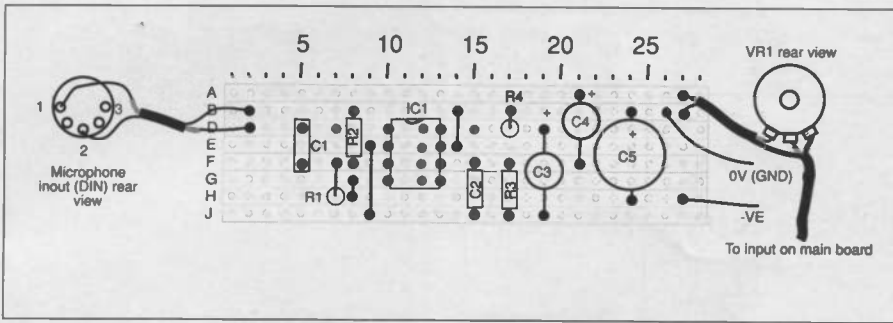 5 10 15 20 25
VR1 rear view
A
B
D
E
F
G
H
J
1
3
2
Microphone
inout (DIN) rear
view
C1
R2
R1
IC1
C2
R4
R3
+
C3
+
C4
+
C5
0V (GND)
-VE
To input on main board